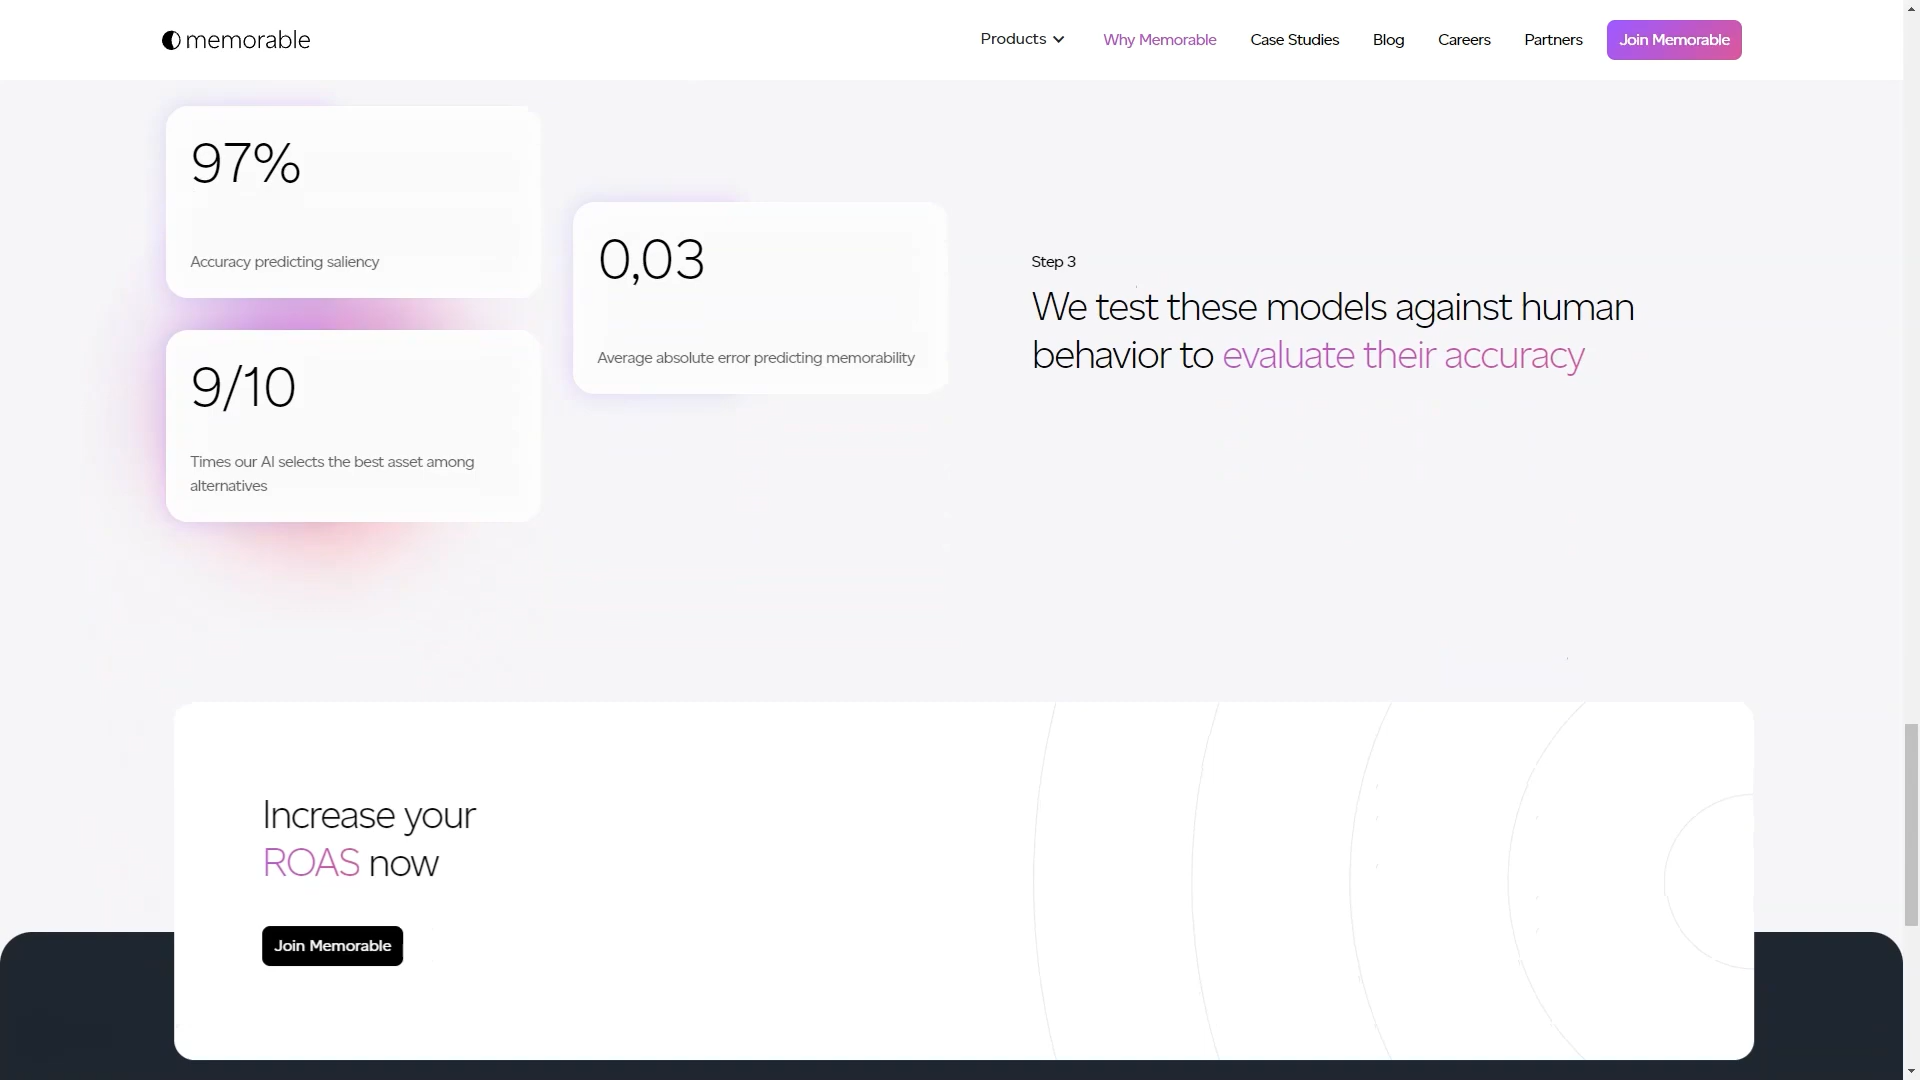 memorable
Products
Why Memorable
Case Studies
Blog
Careers
Partners
Join Memorable
97%
Accuracy predicting saliency
9/10
Times our AI selects the best asset among
alternatives
0,03
Average absolute error predicting memorability
Step 3
We test these models against human
behavior to evaluate their accuracy
Increase your
ROAS now
Join Memorable